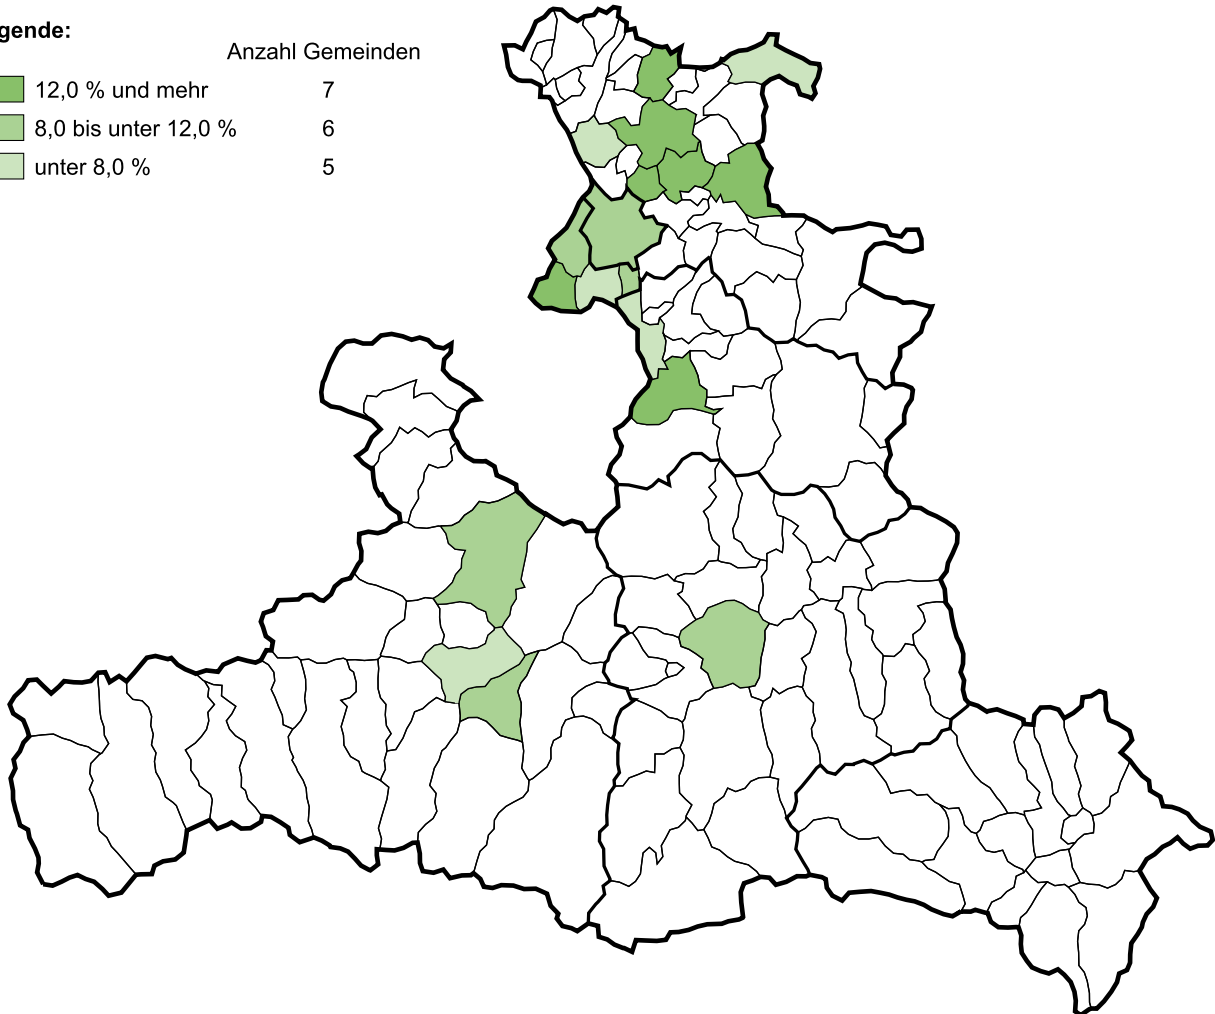 gende:
Anzahl Gemeinden
12,0 % und mehr 7
8,0 bis unter 12,0 % 6
unter 8,0 % 5